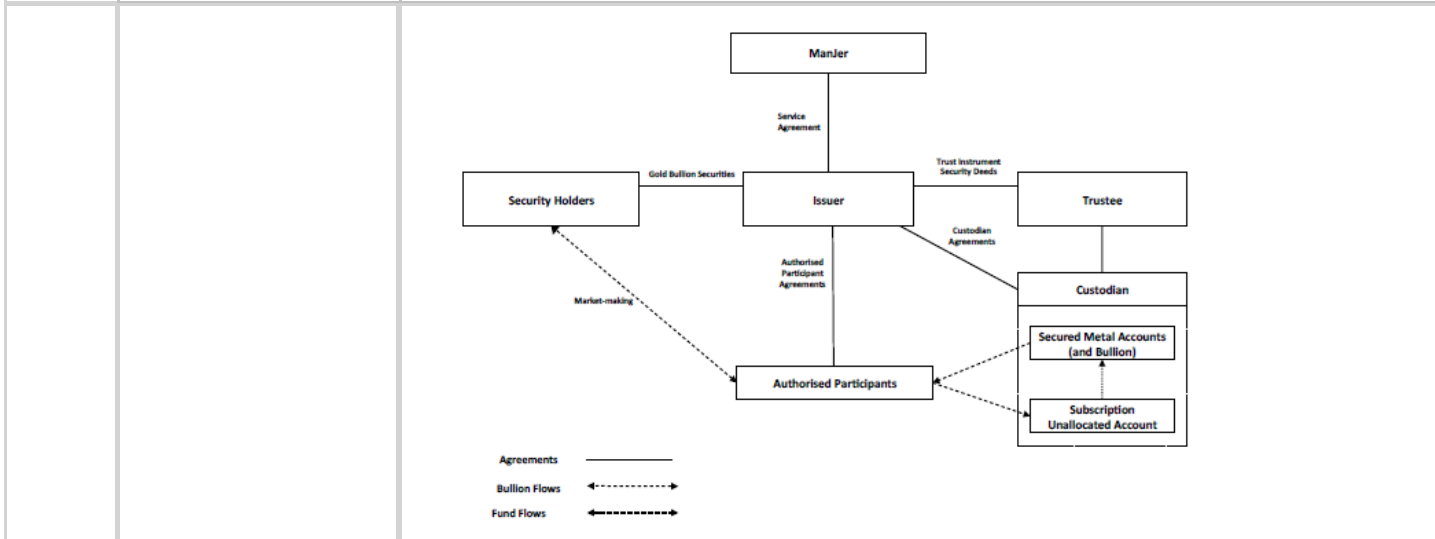 ManJer
Service
Agreement
Trust Instrument
Security Deeds
Gold Bullion Securities
Security Holders
Issuer
Trustee
Custodian
Agreements
Authorised
Participant
Agreements
Custodian
Market-making
Secured Metal Accounts
(and Bullion)
Authorised Participants
Subscription
Unallocated Account
Agreements
Bullion Flows
Fund Flows